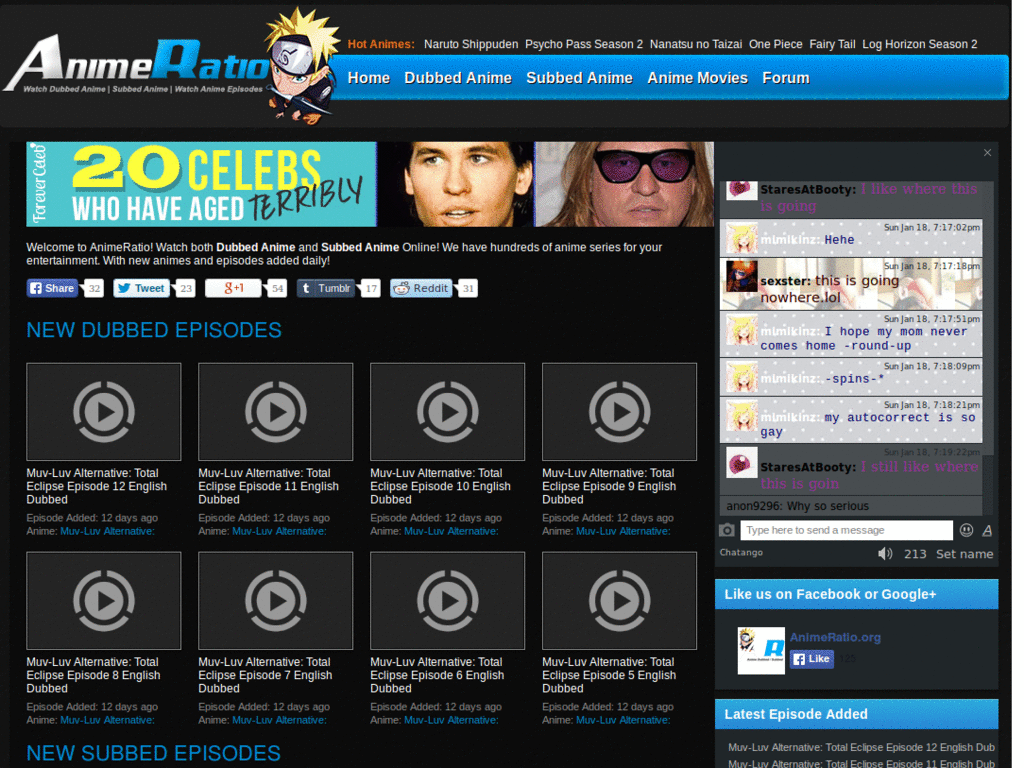 AnimeRatio
Watch Dubbed Anime | Subbed Anime | Watch Anime Episodes
Hot Animes: Naruto Shippuden Psycho Pass Season 2 Nanatsu no Taizai One Piece Fairy Tail Log Horizon Season 2
Home Dubbed Anime Subbed Anime Anime Movies Forum
ForeverCeleb
20 CELEBS
WHO HAVE AGED TERRIBLY
Welcome to AnimeRatio! Watch both Dubbed Anime and Subbed Anime Online! We have hundreds of anime series for your
entertainment. With new animes and episodes added daily!
Share 32 Tweet 23 g+1 54 Tumblr 17 Reddit 31
NEW DUBBED EPISODES
Muv-Luv Alternative: Total
Eclipse Episode 12 English
Dubbed
Episode Added: 12 days ago
Anime: Muv-Luv Alternative:
Muv-Luv Alternative: Total
Eclipse Episode 11 English
Dubbed
Episode Added: 12 days ago
Anime: Muv-Luv Alternative:
Muv-Luv Alternative: Total
Eclipse Episode 10 English
Dubbed
Episode Added: 12 days ago
Anime: Muv-Luv Alternative:
Muv-Luv Alternative: Total
Eclipse Episode 9 English
Dubbed
Episode Added: 12 days ago
Anime: Muv-Luv Alternative:
Muv-Luv Alternative: Total
Eclipse Episode 8 English
Dubbed
Episode Added: 12 days ago
Anime: Muv-Luv Alternative:
Muv-Luv Alternative: Total
Eclipse Episode 7 English
Dubbed
Episode Added: 12 days ago
Anime: Muv-Luv Alternative:
Muv-Luv Alternative: Total
Eclipse Episode 6 English
Dubbed
Episode Added: 12 days ago
Anime: Muv-Luv Alternative:
Muv-Luv Alternative: Total
Eclipse Episode 5 English
Dubbed
Episode Added: 12 days ago
Anime: Muv-Luv Alternative:
NEW SUBBED EPISODES
StaresAtBooty: I like where this
is going
Sun Jan 18, 7:17:02pm
mimikinz: Hehe
Sun Jan 18, 7:17:18pm
sexster: this is going
nowhere.lol
Sun Jan 18, 7:17:51pm
mimikinz: I hope my mom never
comes home -round-up
Sun Jan 18, 7:18:09pm
mimikinz: -spins-*
Sun Jan 18, 7:18:21pm
mimikinz: my autocorrect is so
gay
Sun Jan 18, 7:19:22pm
StaresAtBooty: I still like where
this is goin
anon9296: Why so serious
Type here to send a message
A
Chatango 213 Set name
Like us on Facebook or Google+
AnimeRatio.org
Like 125
Latest Episode Added
Muv-Luv Alternative: Total Eclipse Episode 12 English Dub
Muv-Luv Alternative: Total Eclipse Episode 11 English Dub